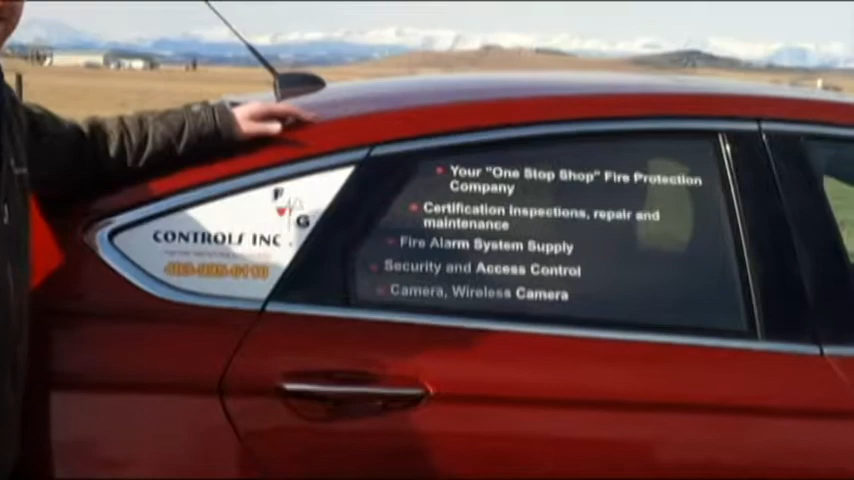 F G
CONTROLS INC.
Your "One Stop Shop" Fire Protection
Company
Certification Inspections, repair and
maintenance
Fire Alarm System Supply
Security and Access Control
Camera, Wireless Camera